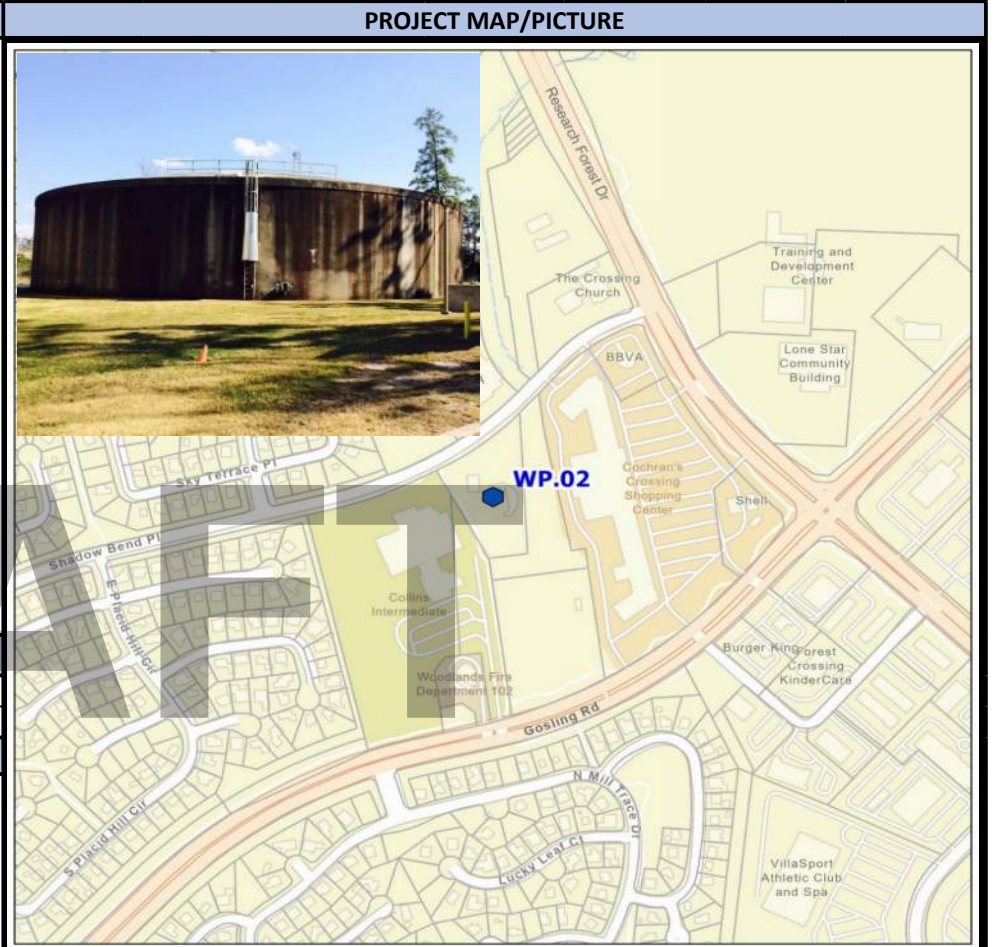 PROJECT MAP/PICTURE
Research Forest Dr
Training and
Development
Center
The Crossing
Church
BBVA
Lone Star
Community
Building
WP.02
Cochran's
Crossing
Shopping
Center
Shell
Sky Terrace Pl
Shadow Bend Pl
E Placid Hill Cir
Collins
Intermediate
Burger King
Forest
Crossing
KinderCare
Woodlands Fire
Department 102
Gosling Rd
N Mill Trace Dr
S Placid Hill Cir
Lucky Leaf Ct
VillaSport
Athletic Club
and Spa
AFT